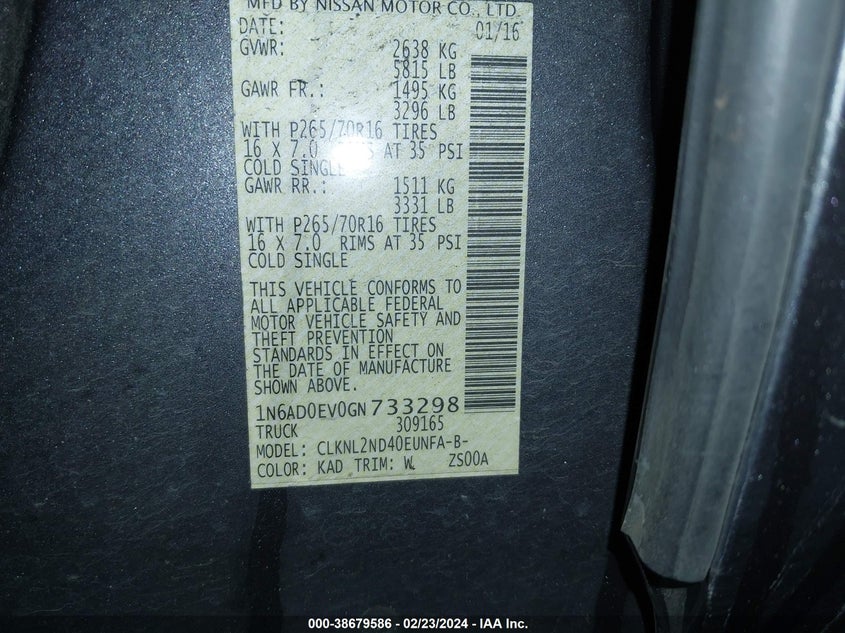 MFD BY NISSAN MOTOR CO., LTD
DATE: 01/16
GVWR: 2638 KG
5815 LB
GAWR FR.: 1495 KG
3296 LB
WITH P265/70R16 TIRES
16 X 7.0 RIMS AT 35 PSI
COLD SINGLE
GAWR RR.: 1511 KG
3331 LB
WITH P265/70R16 TIRES
16 X 7.0 RIMS AT 35 PSI
COLD SINGLE
THIS VEHICLE CONFORMS TO
ALL APPLICABLE FEDERAL
MOTOR VEHICLE SAFETY AND
THEFT PREVENTION
STANDARDS IN EFFECT ON
THE DATE OF MANUFACTURE
SHOWN ABOVE.
1N6AD0EV0GN733298
TRUCK 309165
MODEL: CLKNL2ND40EUNFA-B-
COLOR: KAD TRIM: W ZS00A
000-38679586 - 02/23/2024 - IAA Inc.